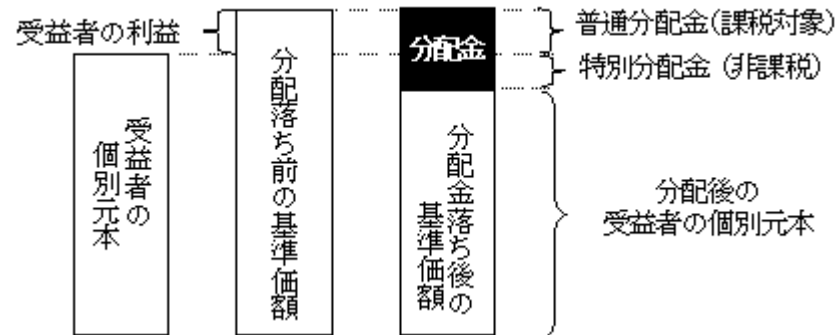 受益者の利益
普通分配金(課税対象)
特別分配金(非課税)
分配金
受益者の
個別元本
分配落ち前の基準価額
分配金落ち後の
基準価額
分配後の
受益者の個別元本